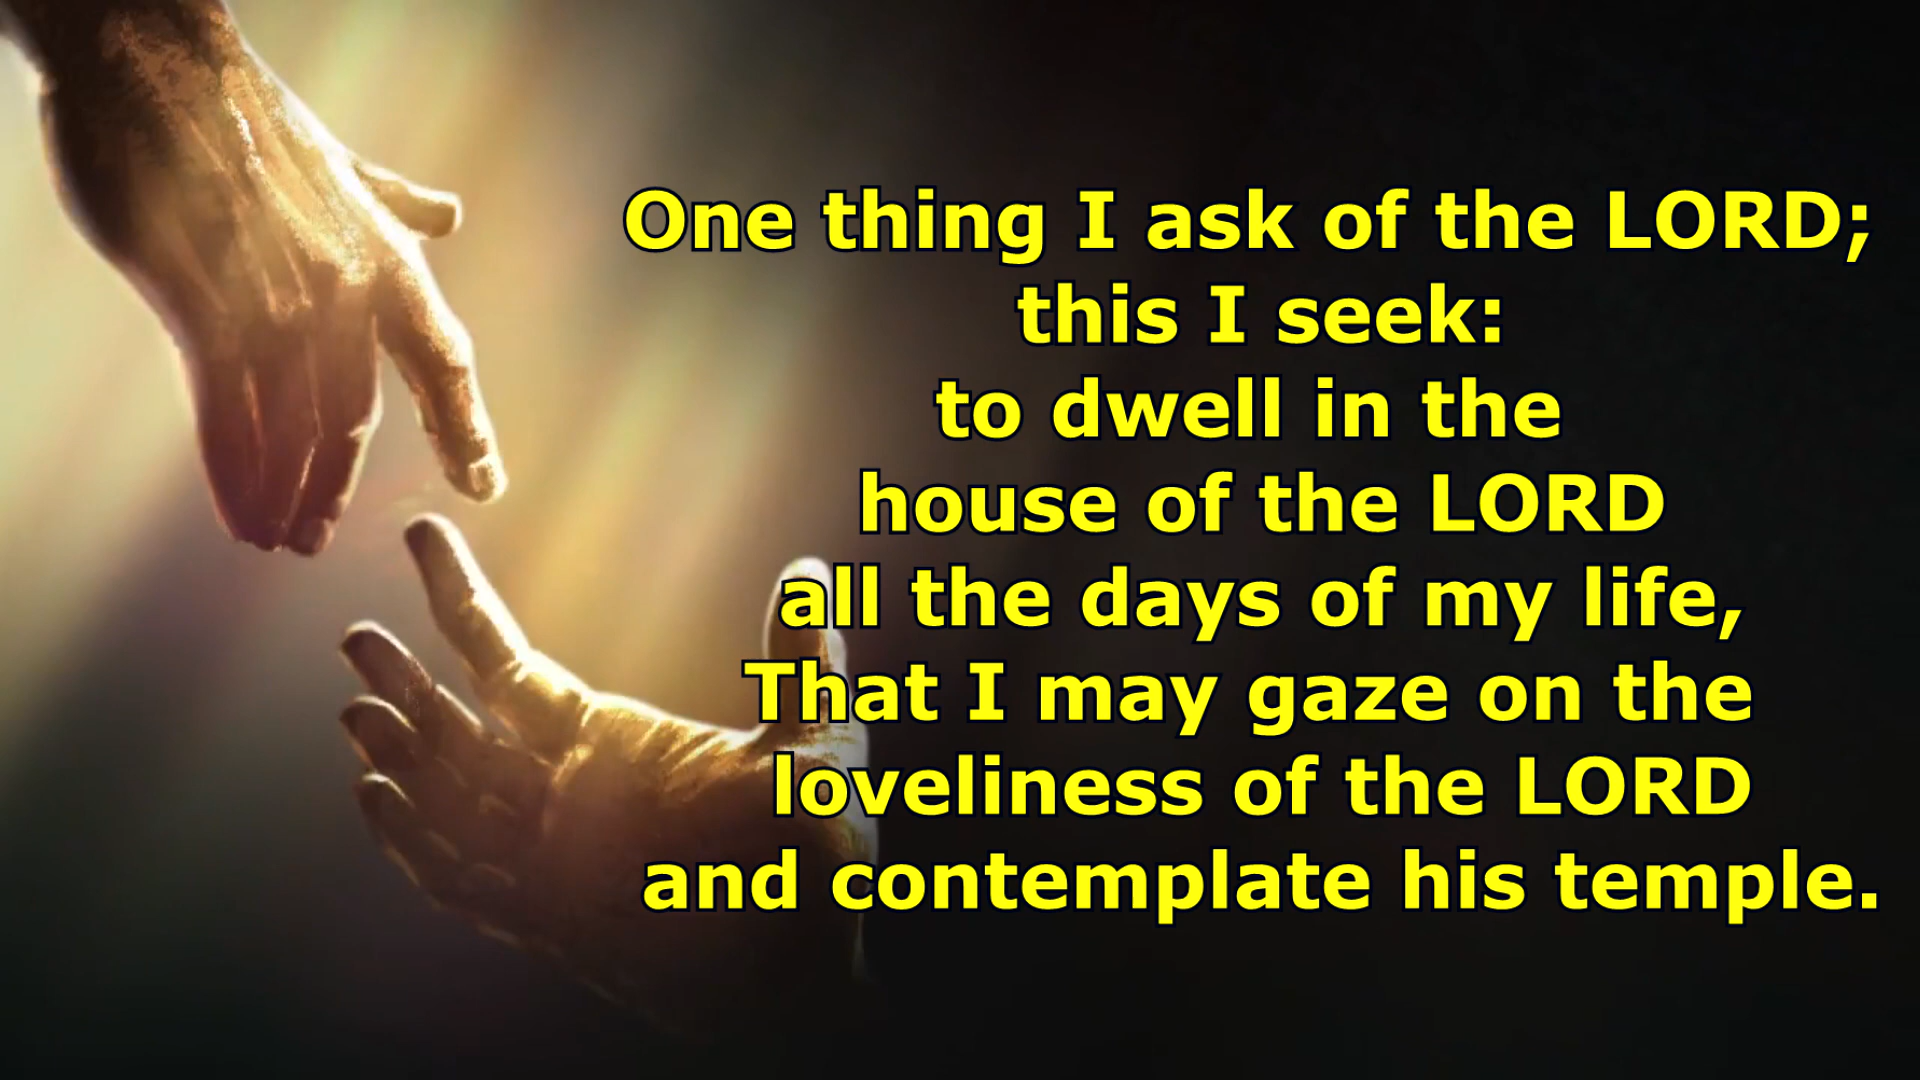 One thing I ask of the LORD;
this I seek:
to dwell in the
house of the LORD
all the days of my life,
That I may gaze on the
loveliness of the LORD
and contemplate his temple.